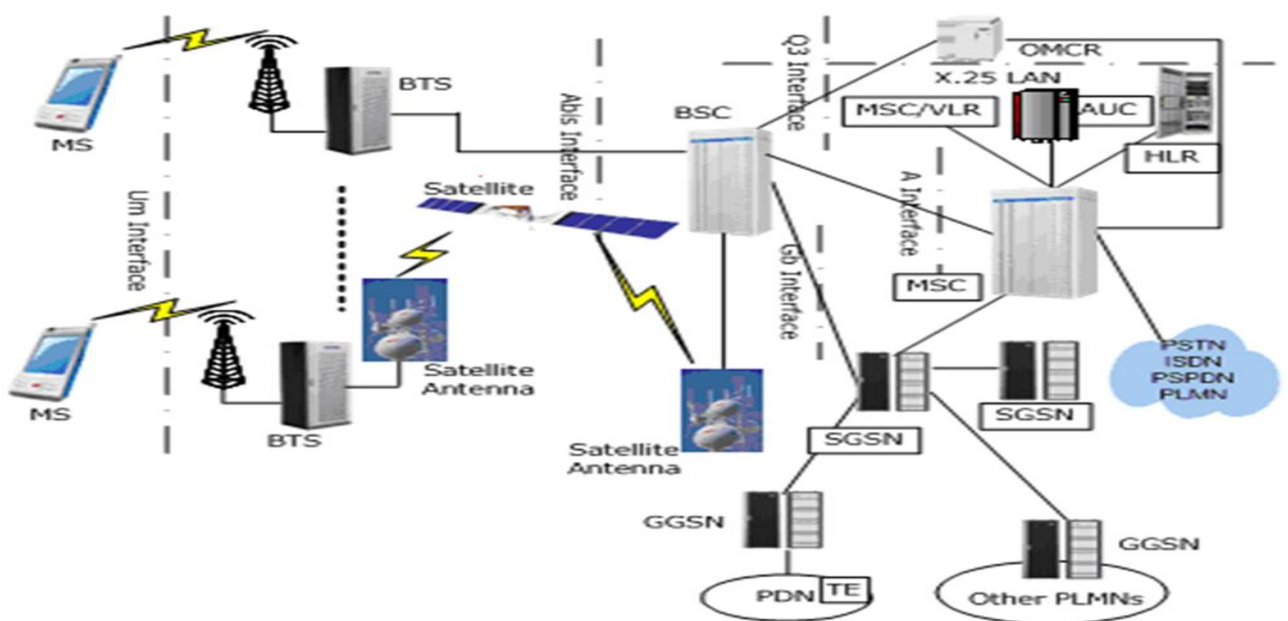 OMCR
X.25 LAN
BTS
BSC
MSC/VLR
AUC
MS
HLR
Q3 Interface
Abis Interface
Satellite
Um Interface
A Interface
Gb Interface
MSC
PSTN
ISDN
PSPDN
PLMN
Satellite
Antenna
MS
BTS
SGSN
SGSN
Satellite
Antenna
GGSN
GGSN
PDN
TE
Other PLMNs